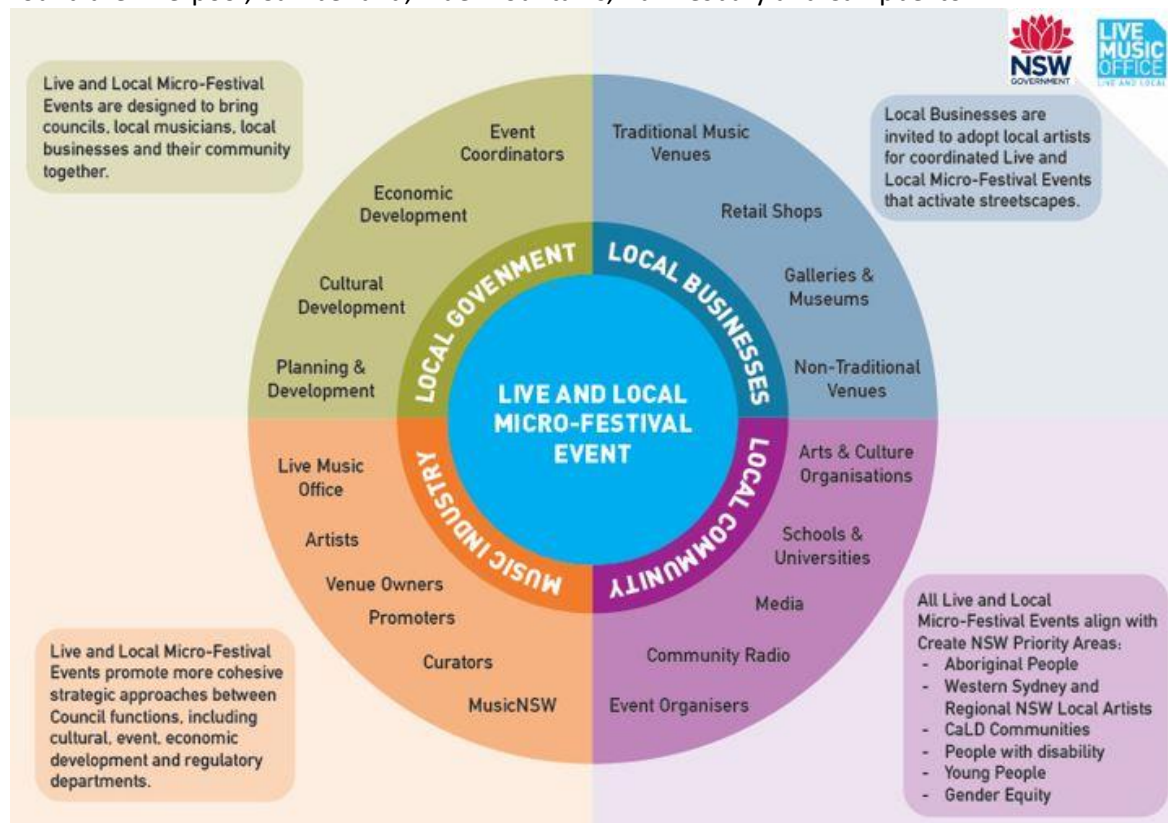 NSW
GOVERNMENT
LIVE
MUSIC
OFFICE
LIVE AND LOCAL
Live and Local Micro-Festival
Events are designed to bring
councils, local musicians, local
businesses and their community
together.
Local Businesses are
invited to adopt local artists
for coordinated Live and
Local Micro-Festival Events
that activate streetscapes.
Event
Coordinators
Economic
Development
Cultural
Development
Planning &
Development
LOCAL GOVENMENT
Traditional Music
Venues
Retail Shops
Galleries &
Museums
Non-Traditional
Venues
LOCAL BUSINESSES
LIVE AND LOCAL
MICRO-FESTIVAL
EVENT
MUSIC INDUSTRY
Live Music
Office
Artists
Venue Owners
Promoters
Curators
MusicNSW
LOCAL COMMUNITY
Arts & Culture
Organisations
Schools &
Universities
Media
Community Radio
Event Organisers
Live and Local Micro-Festival
Events promote more cohesive
strategic approaches between
Council functions, including
cultural, event, economic
development and regulatory
departments.
All Live and Local
Micro-Festival Events align with
Create NSW Priority Areas:
- Aboriginal People
- Western Sydney and
Regional NSW Local Artists
- CaLD Communities
- People with disability
- Young People
- Gender Equity